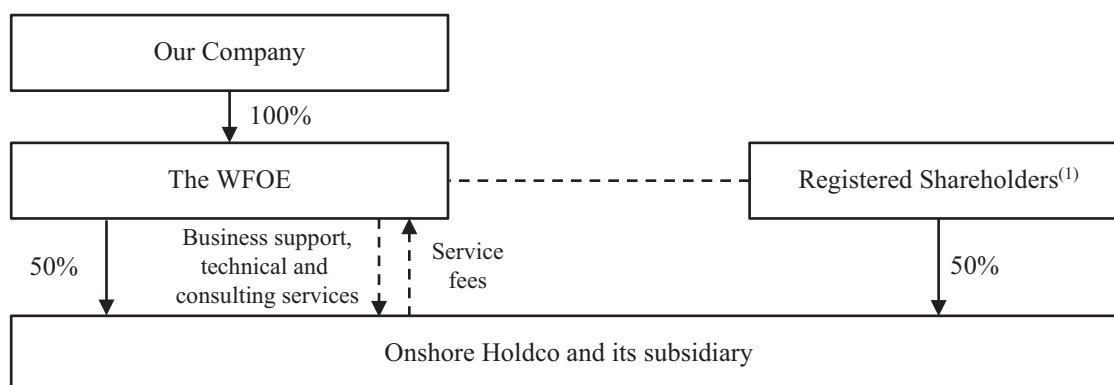 Our Company
100%
The WFOE
Registered Shareholders(1)
50%
Business support,
technical and
consulting services
Service
fees
50%
Onshore Holdco and its subsidiary